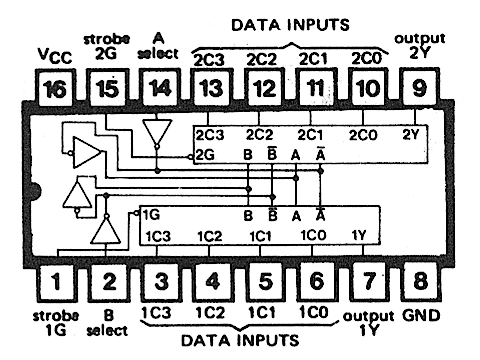 DATA INPUTS
strobe A output
VCC 2G select 2C3 2C2 2C1 2C0 2Y
16 15 14 13 12 11 10 9
2C3 2C2 2C1 2C0 2Y
2G B B̅ A A̅
1G B B̅ A A̅
1C3 1C2 1C1 1C0 1Y
1 2 3 4 5 6 7 8
strobe B 1C3 1C2 1C1 1C0 output GND
1G select 1Y
DATA INPUTS